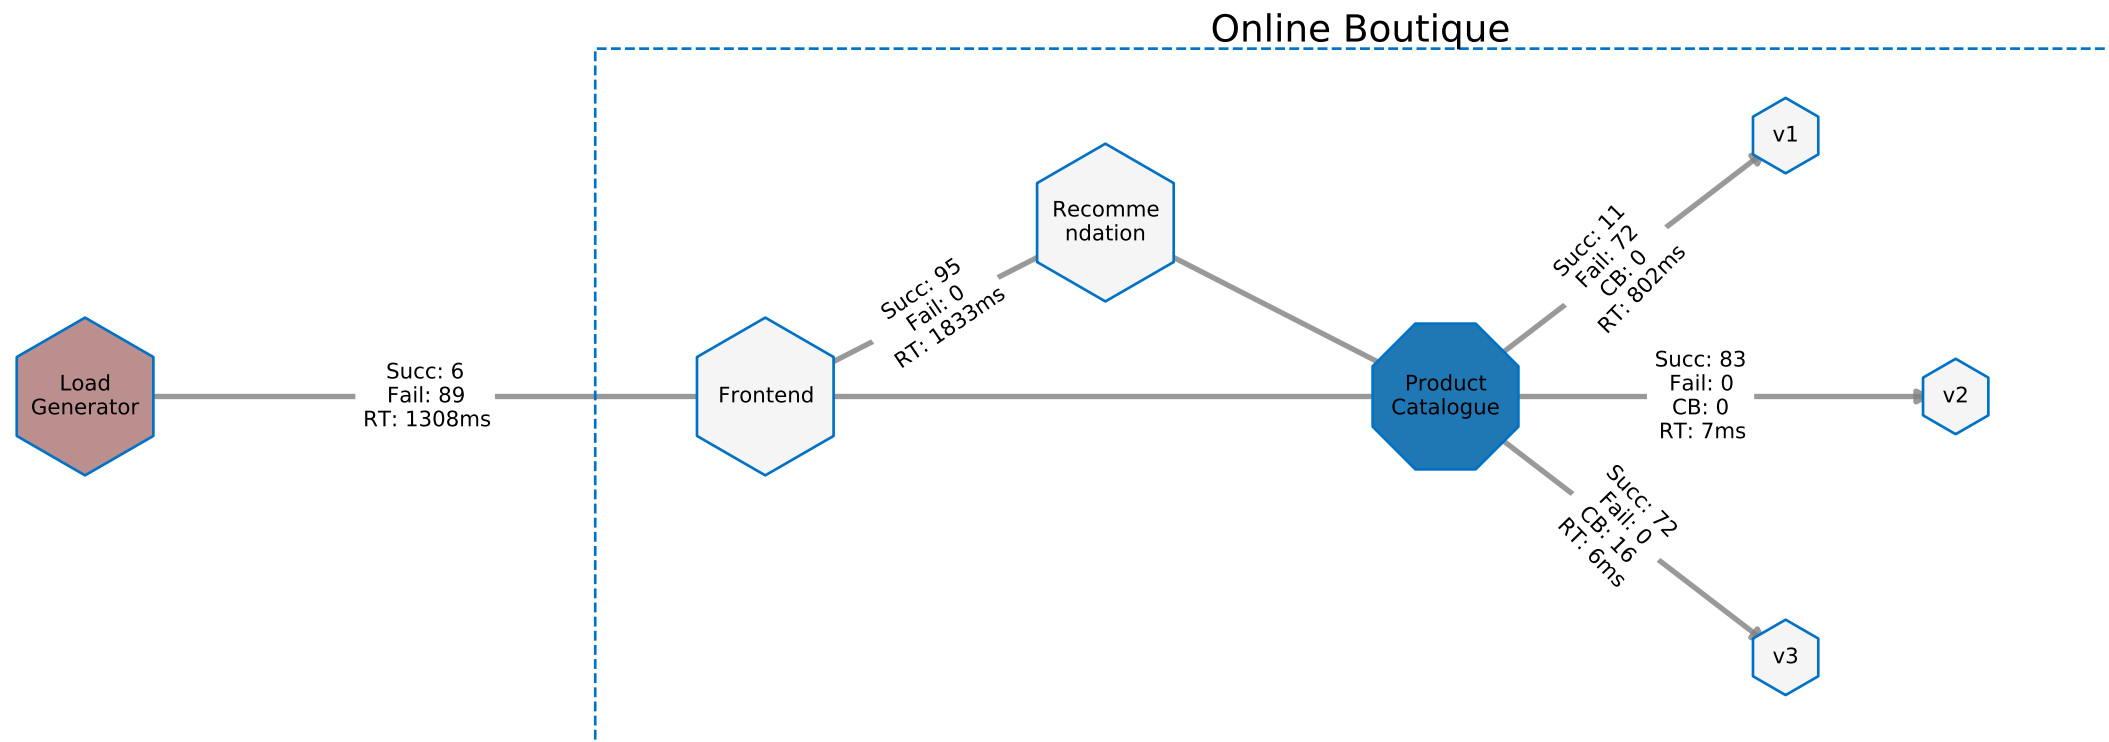 Online Boutique
v1
Recomme
ndation
Succ: 11
Fail: 72
CB: 0
RT: 802ms
Succ: 95
Fail: 0
RT: 1833ms
Load
Generator
Succ: 6
Fail: 89
RT: 1308ms
Frontend
Product
Catalogue
Succ: 83
Fail: 0
CB: 0
RT: 7ms
v2
Succ: 72
Fail: 0
CB: 16
RT: 6ms
v3